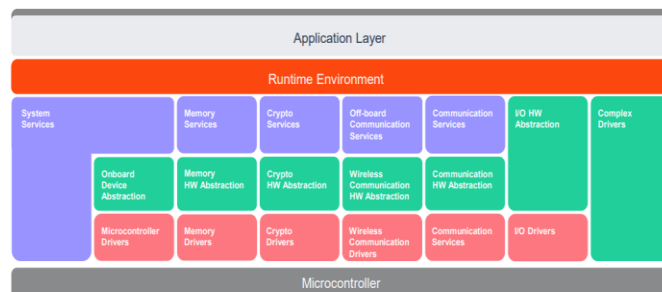 Application Layer
Runtime Environment
System
Services
Memory
Services
Crypto
Services
Off-board
Communication
Services
Communication
Services
I/O HW
Abstraction
Complex
Drivers
Onboard
Device
Abstraction
Memory
HW Abstraction
Crypto
HW Abstraction
Wireless
Communication
HW Abstraction
Communication
HW Abstraction
Microcontroller
Drivers
Memory
Drivers
Crypto
Drivers
Wireless
Communication
Drivers
Communication
Services
I/O Drivers
Microcontroller